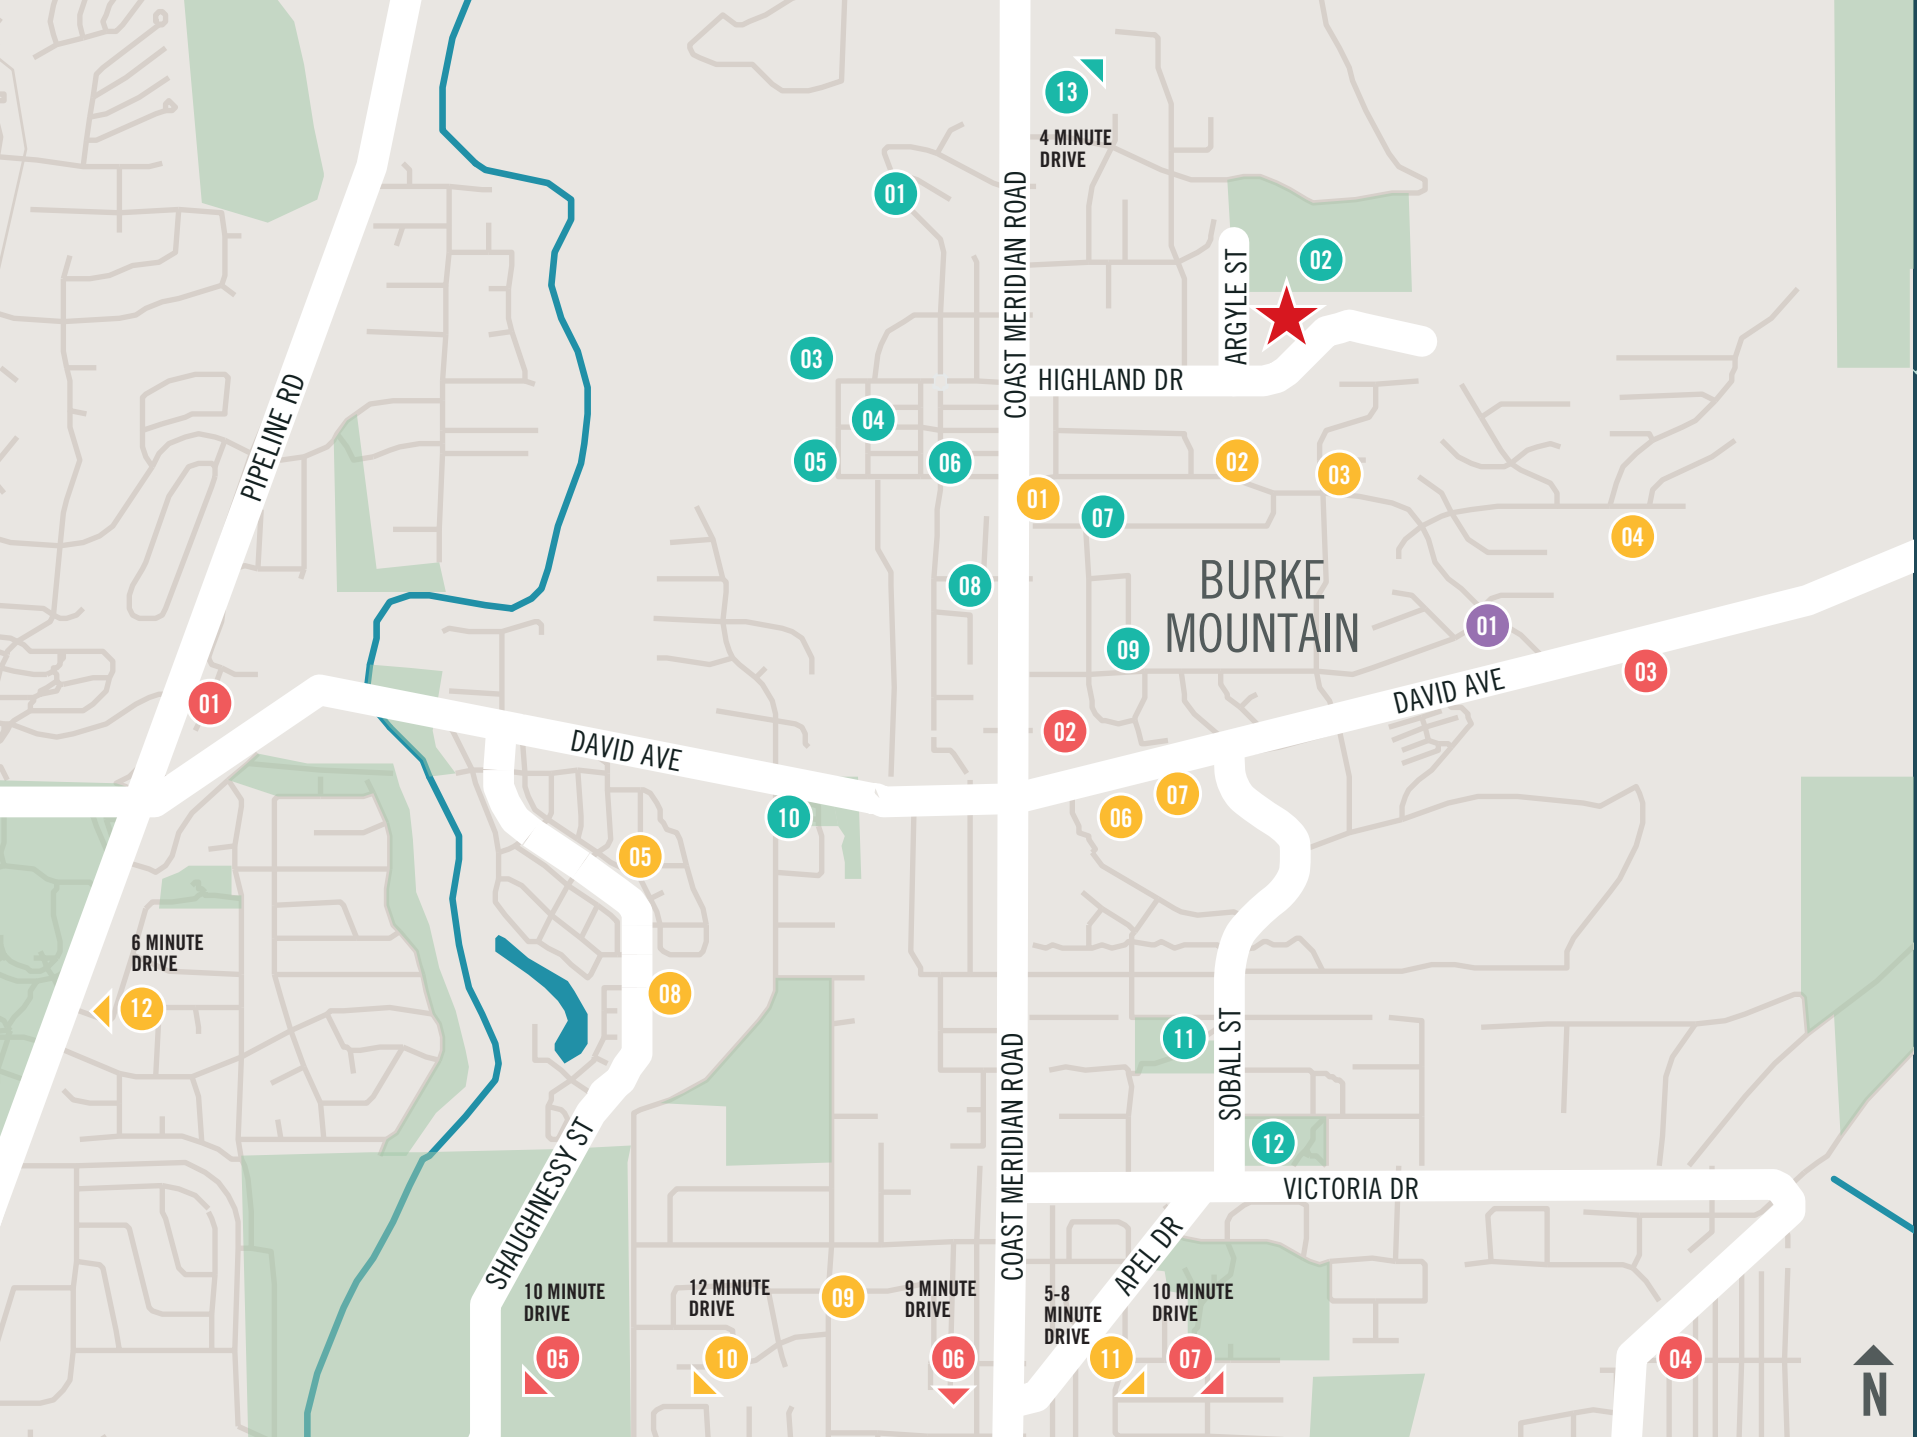 13
4 MINUTE
DRIVE
01
COAST MERIDIAN ROAD
ARGYLE ST
02
03
HIGHLAND DR
PIPELINE RD
04
05
06
02
03
01
07
04
08
BURKE
MOUNTAIN
01
09
03
DAVID AVE
01
02
DAVID AVE
10
07
06
05
6 MINUTE
DRIVE
12
08
11
SOBALL ST
COAST MERIDIAN ROAD
12
SHAUGHNESSY ST
VICTORIA DR
APEL DR
10 MINUTE
DRIVE
05
12 MINUTE
DRIVE
10
09
9 MINUTE
DRIVE
06
5-8
MINUTE
DRIVE
11
10 MINUTE
DRIVE
07
04
N